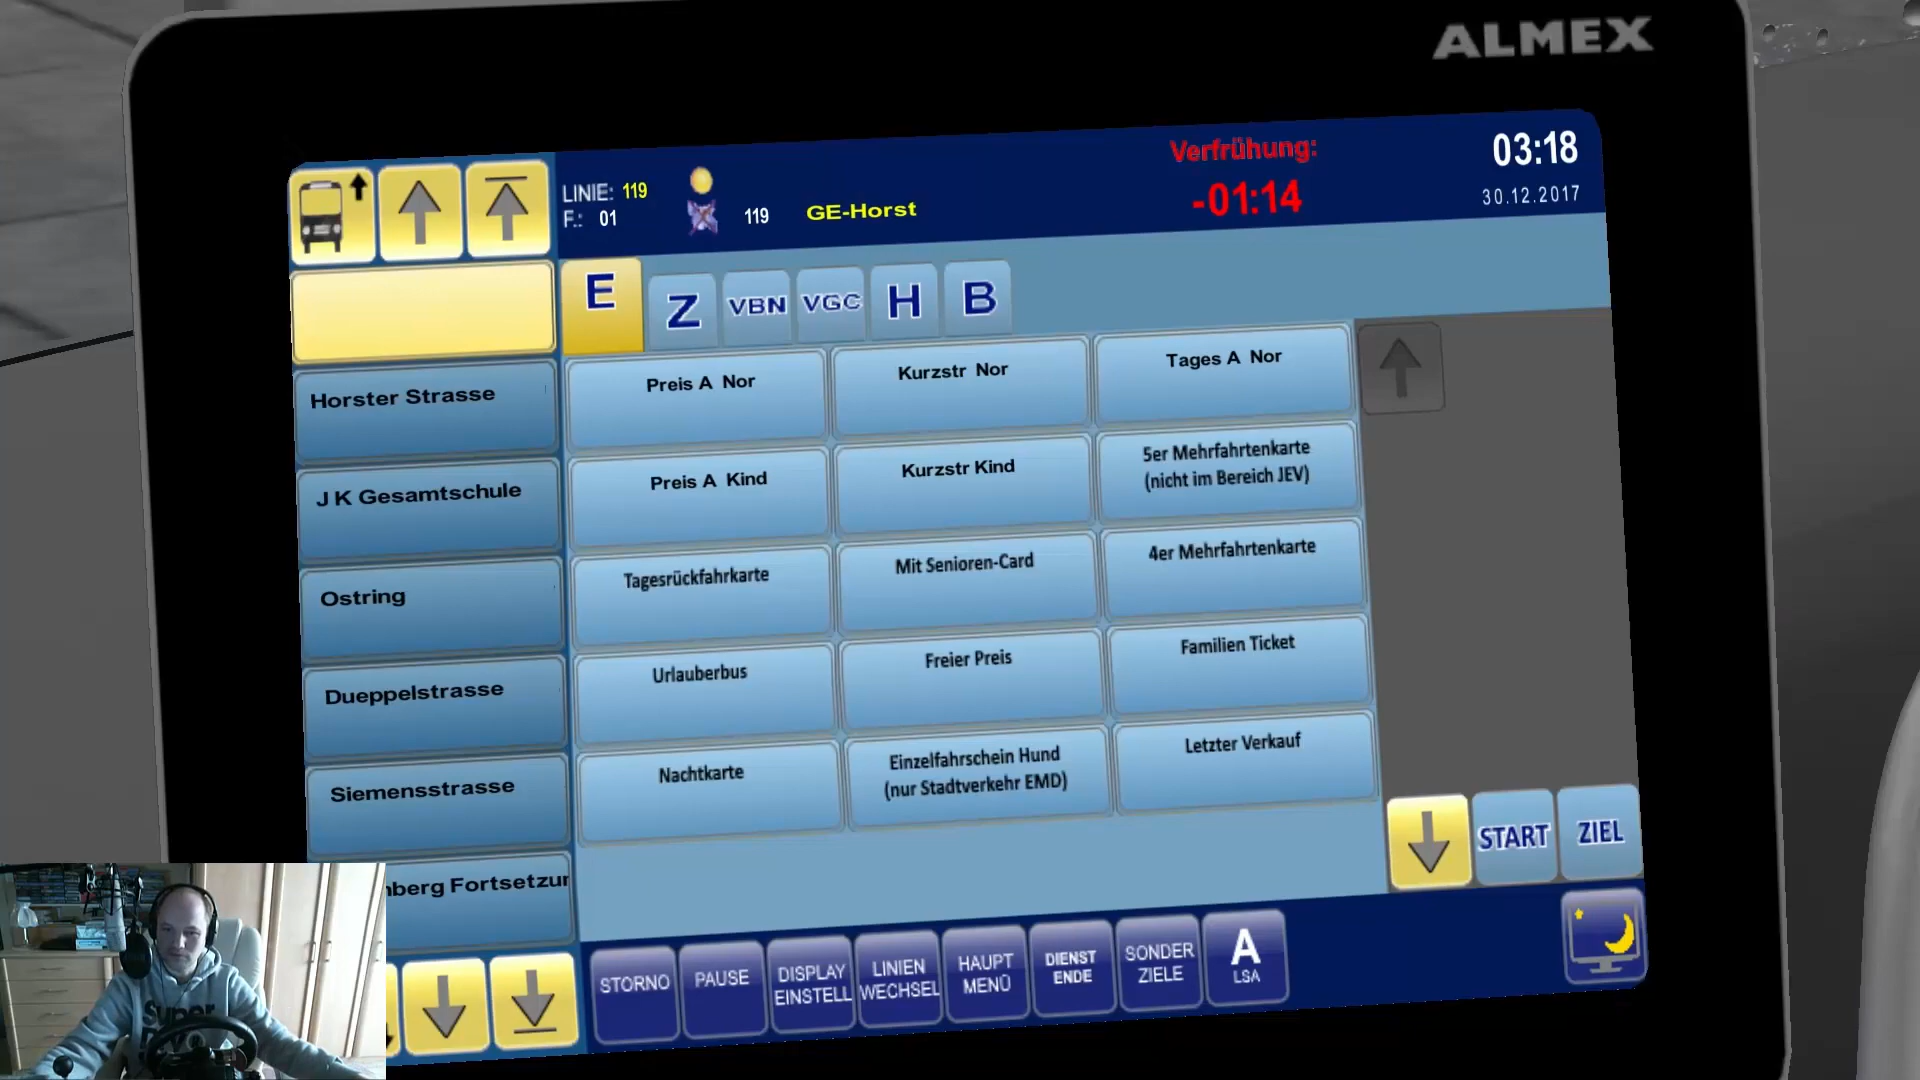 ALMEX
LINIE: 119
F.: 01
119
GE-Horst
Verfrühung:
-01:14
03:18
30.12.2017
E
Z
VBN
VGC
H
B
Horster Strasse
J K Gesamtschule
Ostring
Dueppelstrasse
Siemensstrasse
Fortsetzur
Preis A Nor
Kurzstr Nor
Tages A Nor
Preis A Kind
Kurzstr Kind
5er Mehrfahrtenkarte
(nicht im Bereich JEV)
Tagesrückfahrkarte
Mit Senioren-Card
4er Mehrfahrtenkarte
Urlauberbus
Freier Preis
Familien Ticket
Nachtkarte
Einzelfahrschein Hund
(nur Stadtverkehr EMD)
Letzter Verkauf
START
ZIEL
STORNO
PAUSE
DISPLAY
EINSTELL
LINIEN
WECHSEL
HAUPT
MENÜ
DIENST
ENDE
SONDER
ZIELE
A
LSA
Super